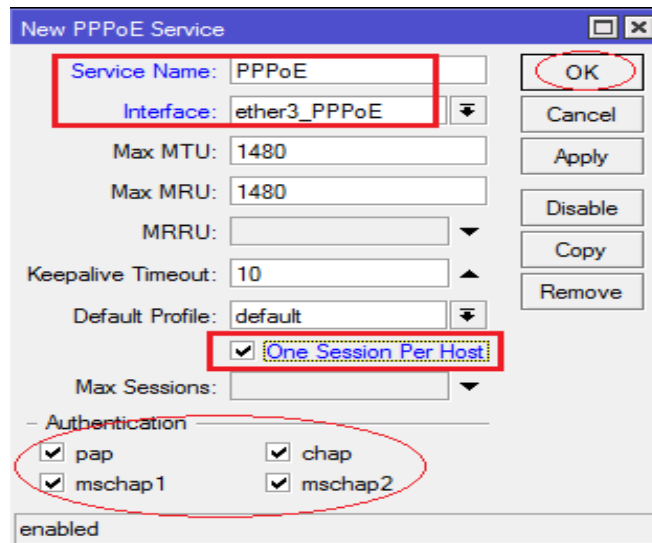 New PPPoE Service
Service Name: PPPoE
OK
Interface: ether3_PPPoE
Cancel
Max MTU: 1480
Apply
Max MRU: 1480
Disable
MRRU:
Copy
Keepalive Timeout: 10
Remove
Default Profile: default
One Session Per Host
Max Sessions:
Authentication
pap chap
mschap1 mschap2
enabled